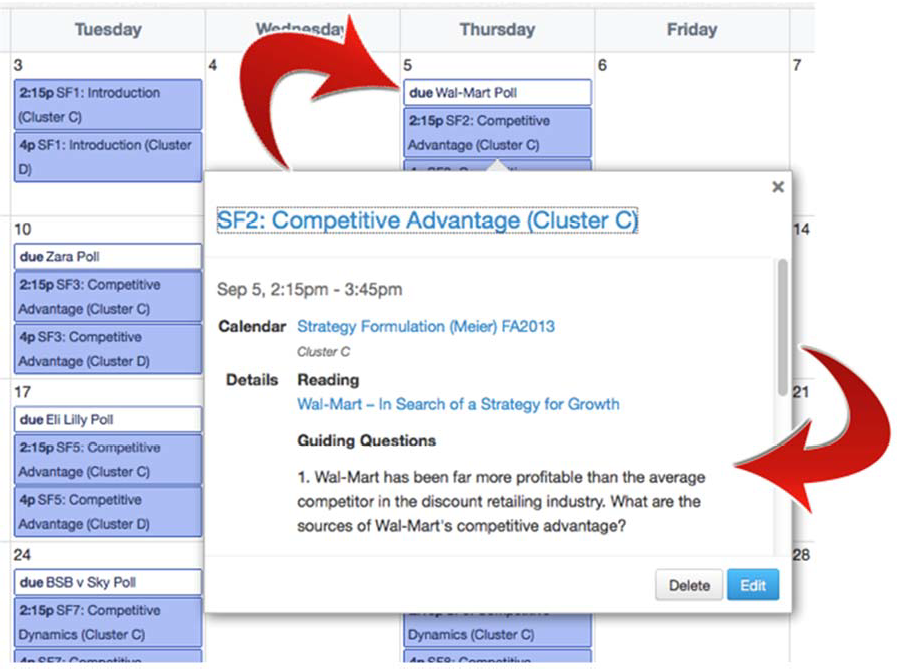 Tuesday
Wednesday
Thursday
Friday
3
4
5
6
7
2:15p SF1: Introduction
(Cluster C)
4p SF1: Introduction (Cluster
D)
due Wal-Mart Poll
2:15p SF2: Competitive
Advantage (Cluster C)
10
14
due Zara Poll
2:15p SF3: Competitive
Advantage (Cluster C)
4p SF3: Competitive
Advantage (Cluster D)
17
21
due Eli Lilly Poll
2:15p SF5: Competitive
Advantage (Cluster C)
4p SF5: Competitive
Advantage (Cluster D)
24
28
due BSB v Sky Poll
2:15p SF7: Competitive
Dynamics (Cluster C)
4p SF7: Competitive
Dynamics (Cluster C)
4p SF8: Competitive
SF2: Competitive Advantage (Cluster C)
Sep 5, 2:15pm - 3:45pm
Calendar Strategy Formulation (Meier) FA2013
Cluster C
Details Reading
Wal-Mart – In Search of a Strategy for Growth
Guiding Questions
1. Wal-Mart has been far more profitable than the average
competitor in the discount retailing industry. What are the
sources of Wal-Mart's competitive advantage?
Delete
Edit